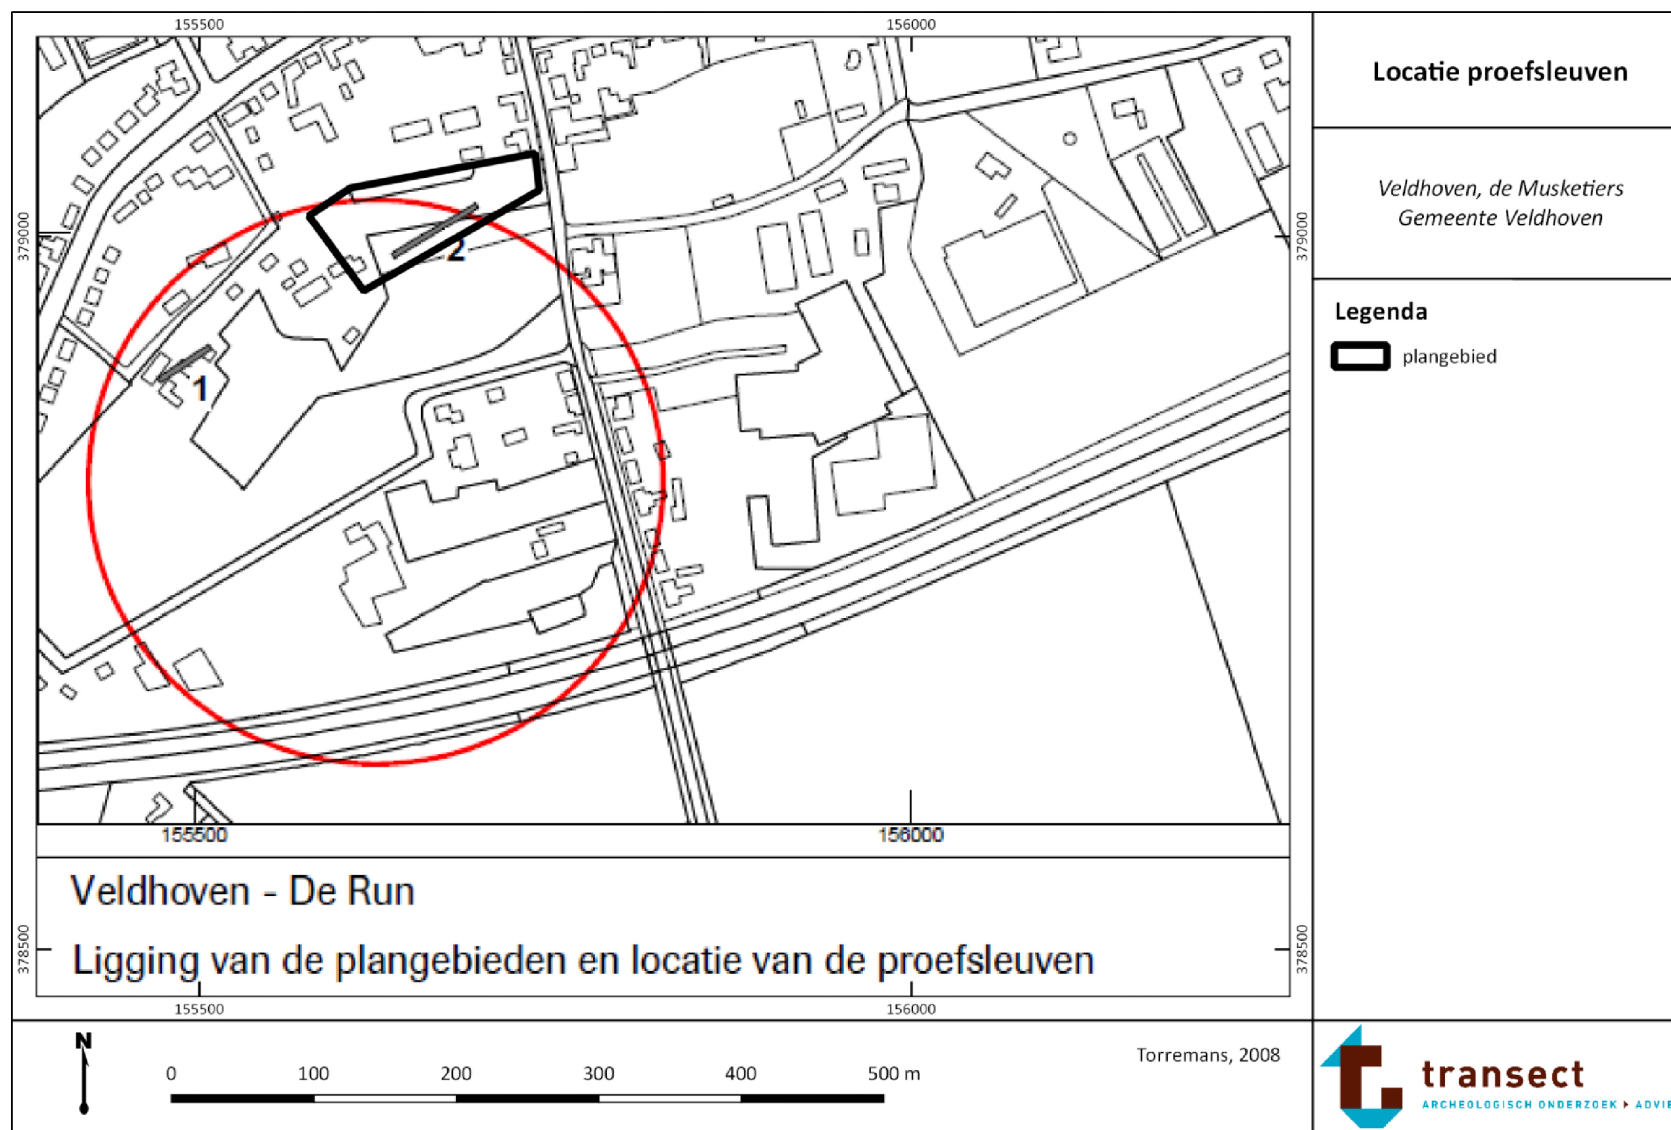 155500
156000
379000
379000
2
1
155500
156000
Veldhoven - De Run
Ligging van de plangebieden en locatie van de proefsleuven
378500
378500
155500
156000
Locatie proefsleuven
Veldhoven, de Musketiers
Gemeente Veldhoven
Legenda
plangebied
N
0 100 200 300 400 500 m
Torremans, 2008
transect
ARCHEOLOGISCH ONDERZOEK ▸ ADVIE